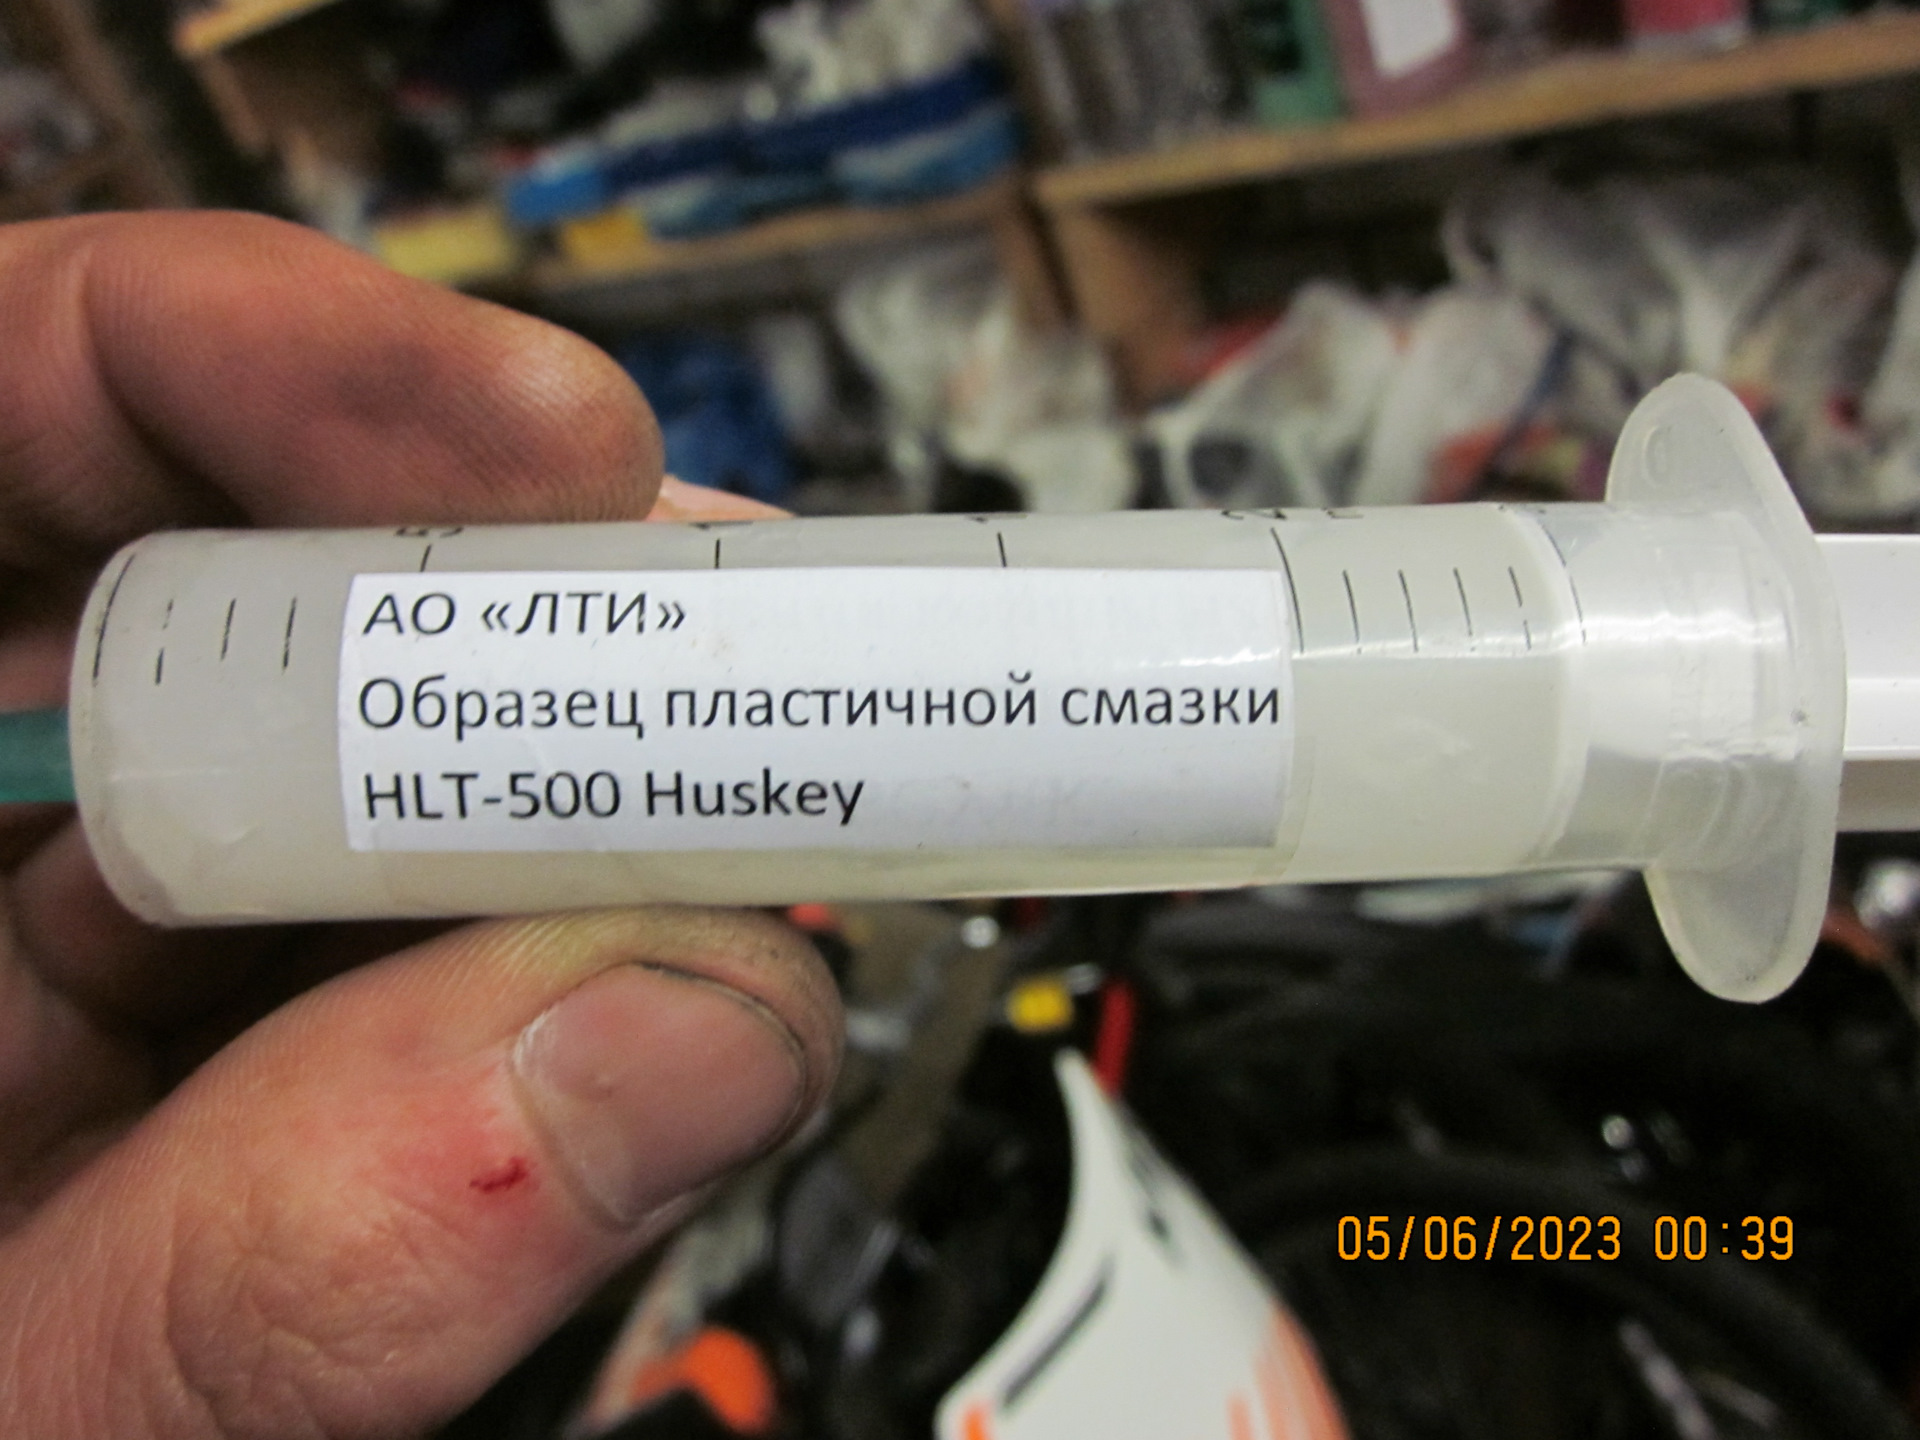 АО «ЛТИ»
Образец пластичной смазки
HLT-500 Huskey
05/06/2023 00:39